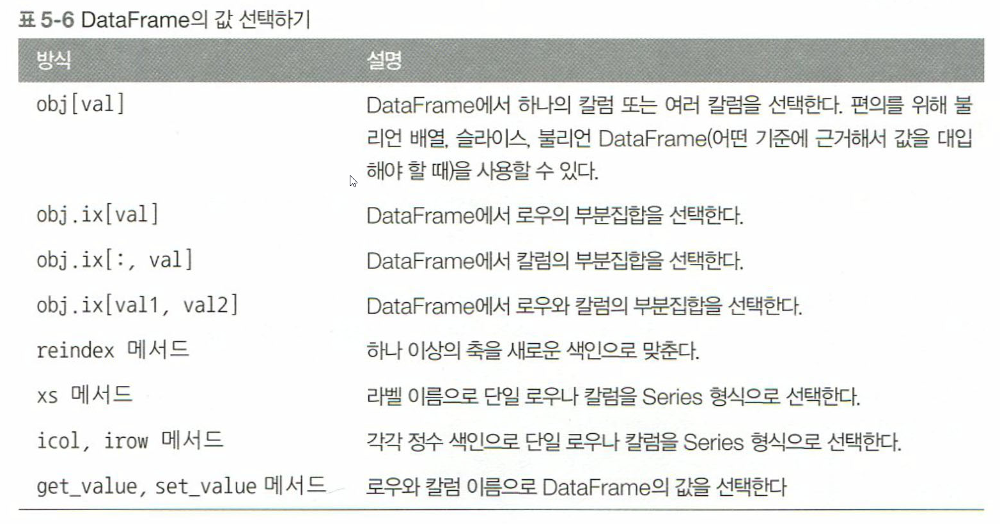 표 5-6 DataFrame의 값 선택하기
방식 설명
obj[val] DataFrame에서 하나의 칼럼 또는 여러 칼럼을 선택한다. 편의를 위해 불
리언 배열, 슬라이스, 불리언 DataFrame(어떤 기준에 근거해서 값을 대입
해야 할 때)을 사용할 수 있다.
obj.ix[val] DataFrame에서 로우의 부분집합을 선택한다.
obj.ix[:, val] DataFrame에서 칼럼의 부분집합을 선택한다.
obj.ix[val1, val2] DataFrame에서 로우와 칼럼의 부분집합을 선택한다.
reindex 메서드 하나 이상의 축을 새로운 색인으로 맞춘다.
xs 메서드 라벨 이름으로 단일 로우나 칼럼을 Series 형식으로 선택한다.
icol, irow 메서드 각각 정수 색인으로 단일 로우나 칼럼을 Series 형식으로 선택한다.
get_value, set_value 메서드 로우와 칼럼 이름으로 DataFrame의 값을 선택한다